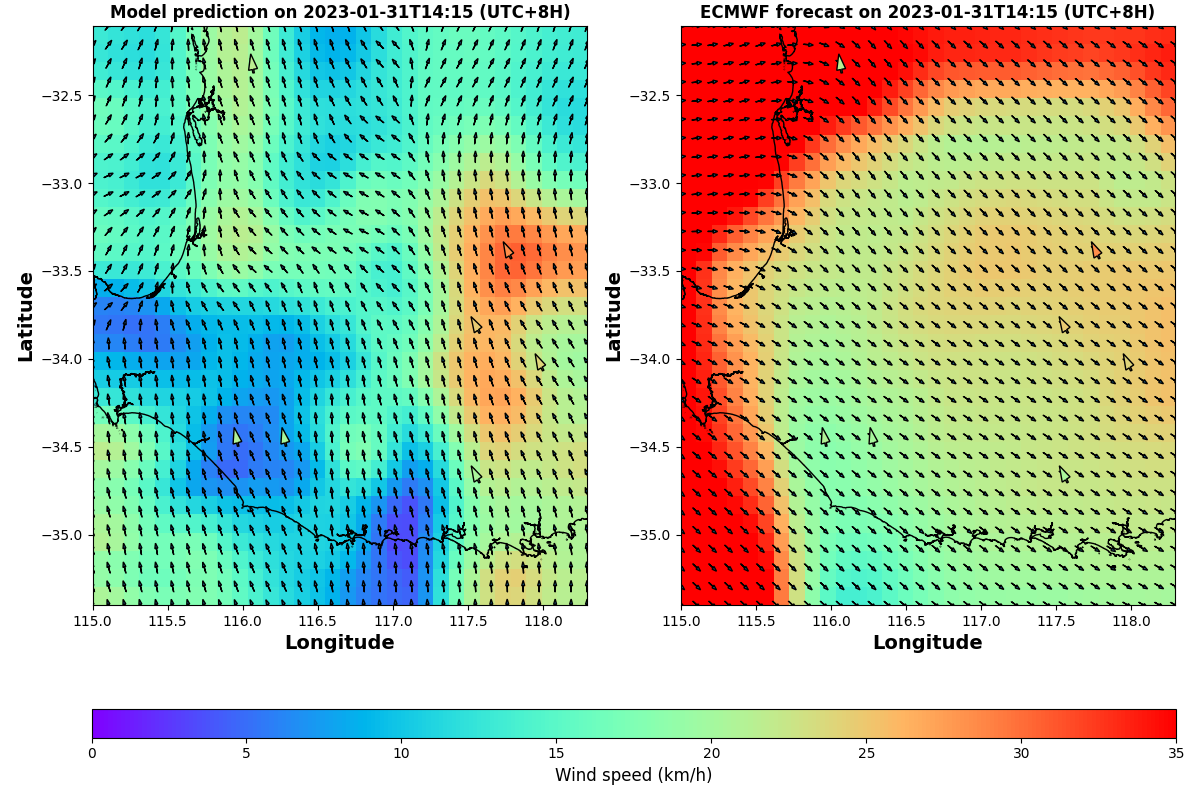 Model prediction on 2023-01-31T14:15 (UTC+8H)
ECMWF forecast on 2023-01-31T14:15 (UTC+8H)
Latitude
−32.5
−33.0
−33.5
−34.0
−34.5
−35.0
115.0 115.5 116.0 116.5 117.0 117.5 118.0
Longitude
Latitude
−32.5
−33.0
−33.5
−34.0
−34.5
−35.0
115.0 115.5 116.0 116.5 117.0 117.5 118.0
Longitude
0 5 10 15 20 25 30 35
Wind speed (km/h)